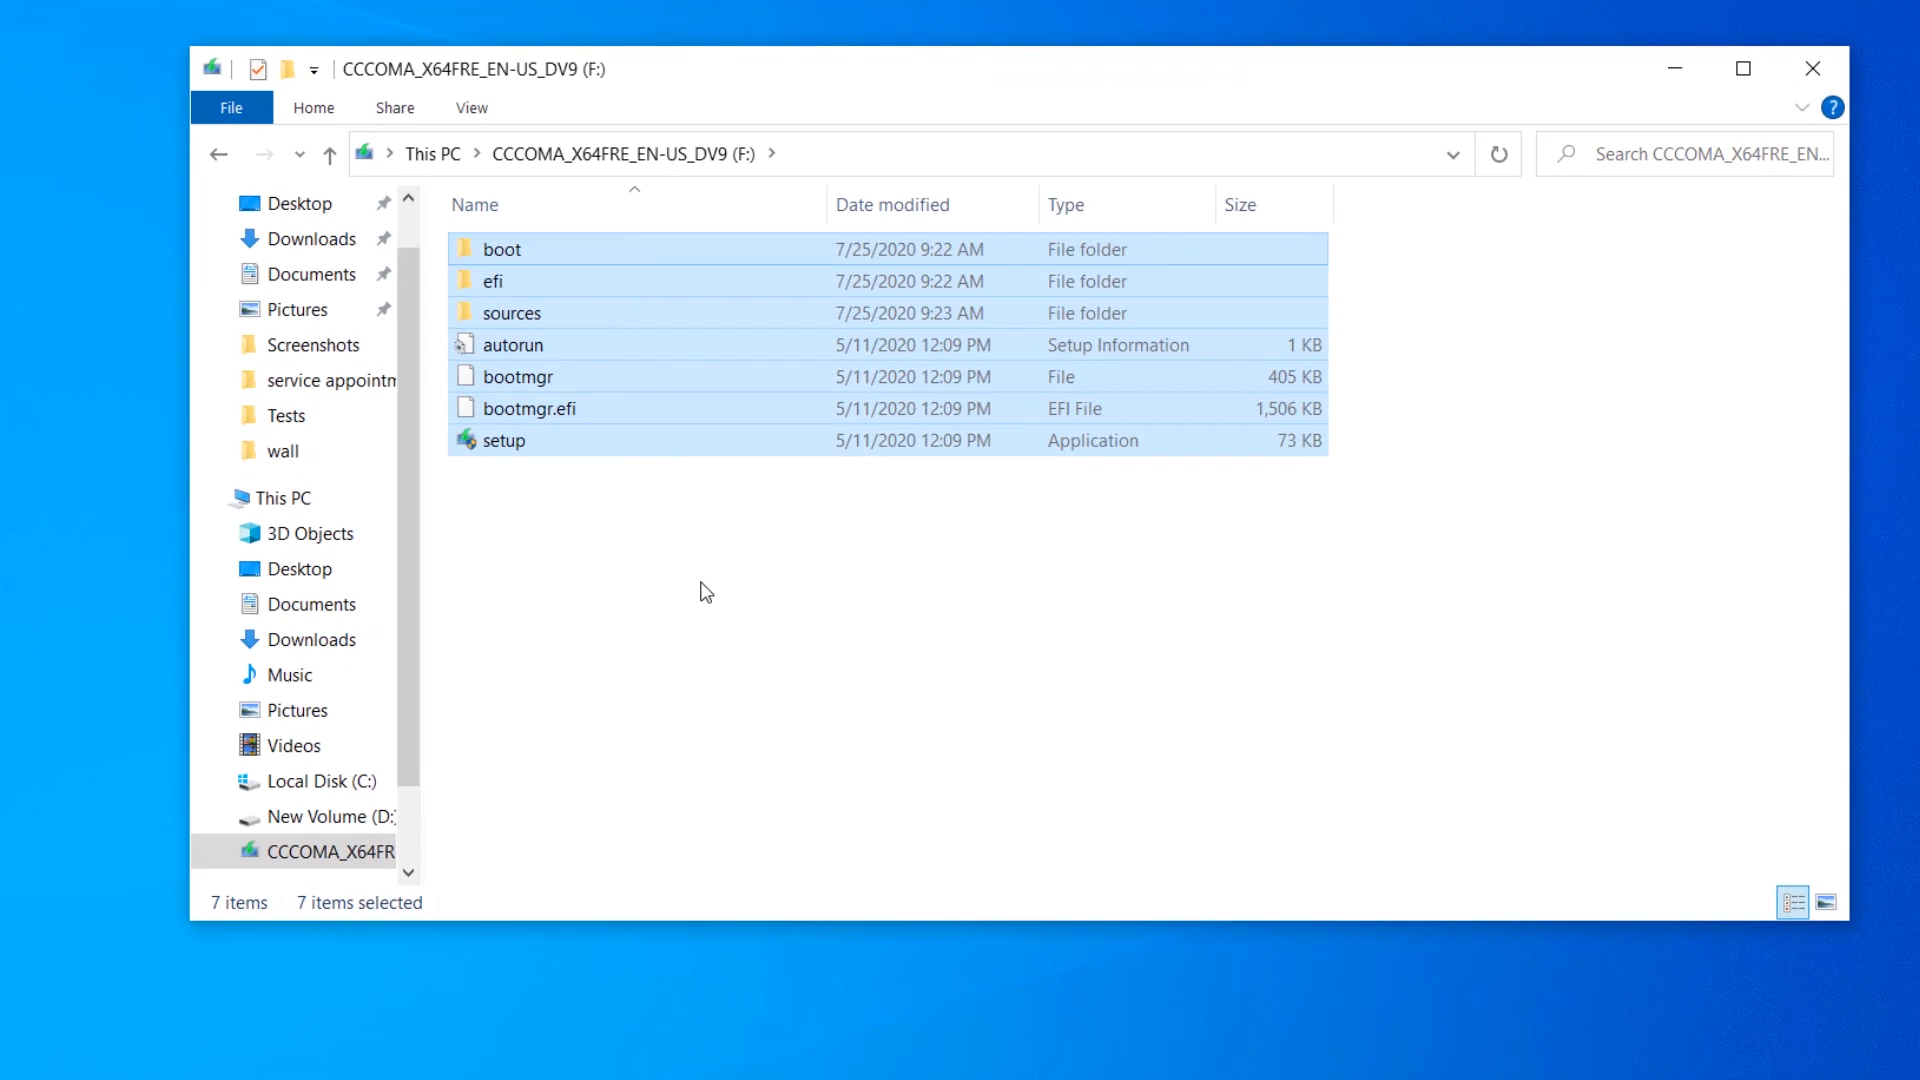 CCCOMA_X64FRE_EN-US_DV9 (F:)
File Home Share View
This PC CCCOMA_X64FRE_EN-US_DV9 (F:)
Search CCCOMA_X64FRE_EN...
Desktop
Downloads
Documents
Pictures
Screenshots
service appointm
Tests
wall
This PC
3D Objects
Desktop
Documents
Downloads
Music
Pictures
Videos
Local Disk (C:)
New Volume (D:)
CCCOMA_X64FR
Name Date modified Type Size
boot 7/25/2020 9:22 AM File folder
efi 7/25/2020 9:22 AM File folder
sources 7/25/2020 9:23 AM File folder
autorun 5/11/2020 12:09 PM Setup Information 1 KB
bootmgr 5/11/2020 12:09 PM File 405 KB
bootmgr.efi 5/11/2020 12:09 PM EFI File 1,506 KB
setup 5/11/2020 12:09 PM Application 73 KB
7 items 7 items selected